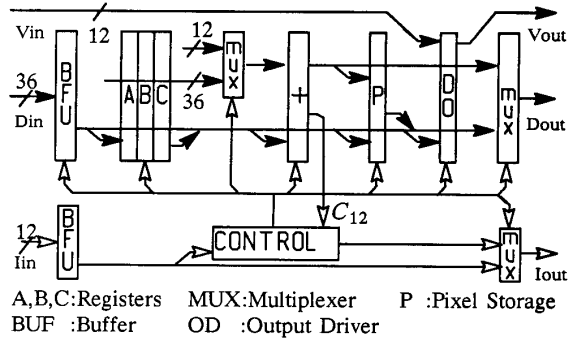 Vin 12 12 Vout
36 BFU A B C 36 mux + P DO mux
Din Dout
C12
12 BFU CONTROL mux
Iin Iout
A,B,C:Registers MUX:Multiplexer P :Pixel Storage
BUF :Buffer OD :Output Driver